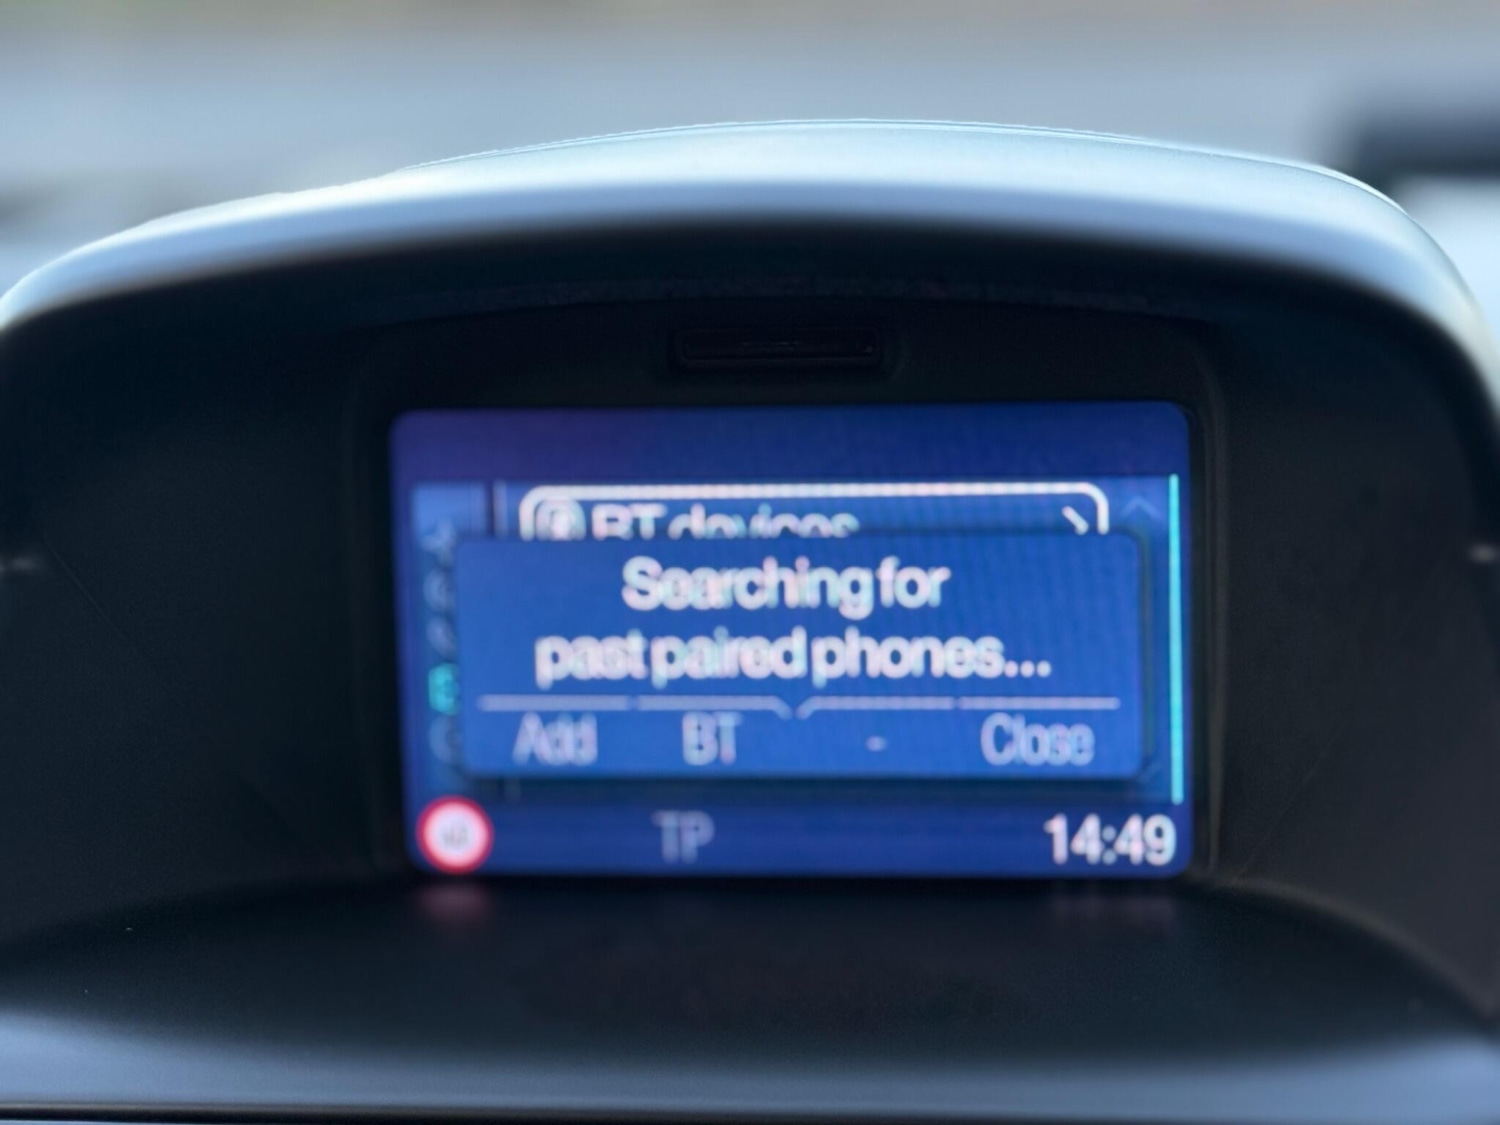 BT devices
Searching for
past paired phones...
Add BT - Close
TP 14:49